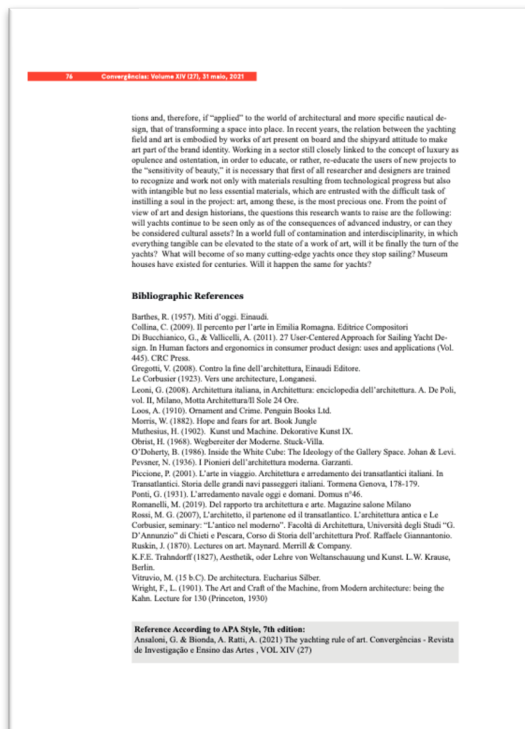 76 Convergências: Volume XIV (27), 31 maio, 2021
tions and, therefore, if “applied” to the world of architectural and more specific nautical de-
sign, that of transforming a space into place. In recent years, the relation between the yachting
field and art is embodied by works of art present on board and the shipyard attitude to make
art part of the brand identity. Working in a sector still closely linked to the concept of luxury as
opulence and ostentation, in order to educate, or rather, re-educate the users of new projects to
the “sensitivity of beauty,” it is necessary that first of all researcher and designers are trained
to recognize and work not only with materials resulting from technological progress but also
with intangible but no less essential materials, which are entrusted with the difficult task of
instilling a soul in the project: art, among these, is the most precious one. From the point of
view of art and design historians, the questions this research wants to raise are the following:
will yachts continue to be seen only as of the consequences of advanced industry, or can they
be considered cultural assets? In a world full of contamination and interdisciplinarity, in which
everything tangible can be elevated to the state of a work of art, will it be finally the turn of the
yachts? What will become of so many cutting-edge yachts once they stop sailing? Museum
houses have existed for centuries. Will it happen the same for yachts?
Bibliographic References
Barthes, R. (1957). Miti d’oggi. Einaudi.
Collina, C. (2009). Il percento per l’arte in Emilia Romagna. Editrice Compositori
Di Bucchianico, G., & Vallicelli, A. (2011). 27 User-Centered Approach for Sailing Yacht De-
sign. In Human factors and ergonomics in consumer product design: uses and applications (Vol.
445). CRC Press.
Gregotti, V. (2008). Contro la fine dell’architettura, Einaudi Editore.
Le Corbusier (1923). Vers une architecture, Longanesi.
Leoni, G. (2008). Architettura italiana, in Architettura: enciclopedia dell’architettura. A. De Poli,
vol. II, Milano, Motta Architettura/Il Sole 24 Ore.
Loos, A. (1910). Ornament and Crime. Penguin Books Ltd.
Morris, W. (1882). Hope and fears for art. Book Jungle
Muthesius, H. (1902). Kunst und Machine. Dekorative Kunst IX.
Obrist, H. (1968). Wegbereiter der Moderne. Stuck-Villa.
O’Doherty, B. (1986). Inside the White Cube: The Ideology of the Gallery Space. Johan & Levi.
Pevsner, N. (1936). I Pionieri dell’architettura moderna. Garzanti.
Piccione, P. (2001). L’arte in viaggio. Architettura e arredamento dei transatlantici italiani. In
Transatlantici. Storia delle grandi navi passeggeri italiani. Tormena Genova, 178-179.
Ponti, G. (1931). L’arredamento navale oggi e domani. Domus n°46.
Romanelli, M. (2019). Del rapporto tra architettura e arte. Magazine salone Milano
Rossi, M. G. (2007), L’architetto, il partenone ed il transatlantico. L’architettura antica e Le
Corbusier, seminary: “L’antico nel moderno”. Facoltà di Architettura, Università degli Studi “G.
D’Annunzio” di Chieti e Pescara, Corso di Storia dell’architettura Prof. Raffaele Giannantonio.
Ruskin, J. (1870). Lectures on art. Maynard. Merrill & Company.
K.F.E. Trahndorff (1827), Aesthetik, oder Lehre von Weltanschauung und Kunst. L.W. Krause,
Berlin.
Vitruvio, M. (15 b.C). De architectura. Eucharius Silber.
Wright, F., L. (1901). The Art and Craft of the Machine, from Modern architecture: being the
Kahn. Lecture for 130 (Princeton, 1930)
Reference According to APA Style, 7th edition:
Ansaloni, G. & Bionda, A. Ratti, A. (2021) The yachting rule of art. Convergências - Revista
de Investigação e Ensino das Artes , VOL XIV (27)